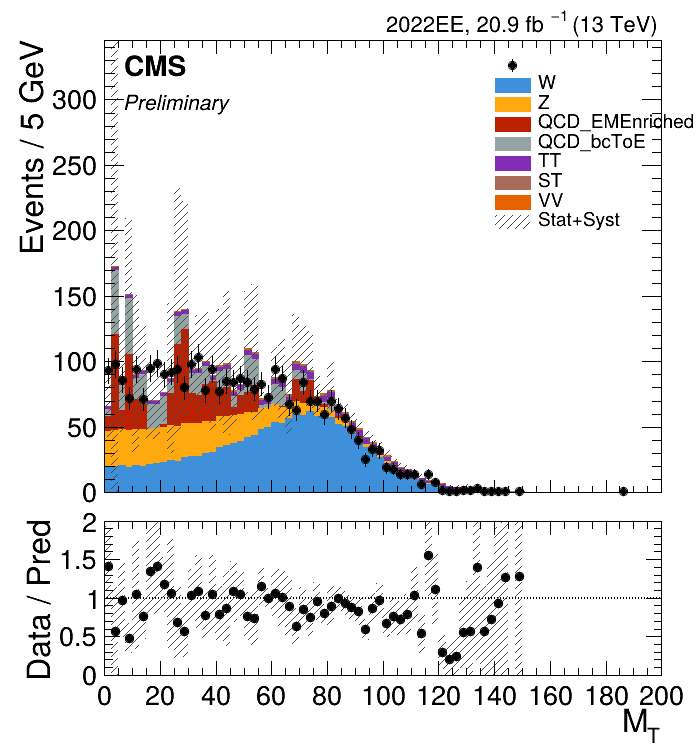 2022EE, 20.9 fb −1 (13 TeV)
CMS
Preliminary
W
Z
QCD_EMEnriched
QCD_bcToE
TT
ST
VV
Stat+Syst
Events / 5 GeV
300
250
200
150
100
50
0
Data / Pred
2
1.5
1
0.5
0
0 20 40 60 80 100 120 140 160 180 200
M_T